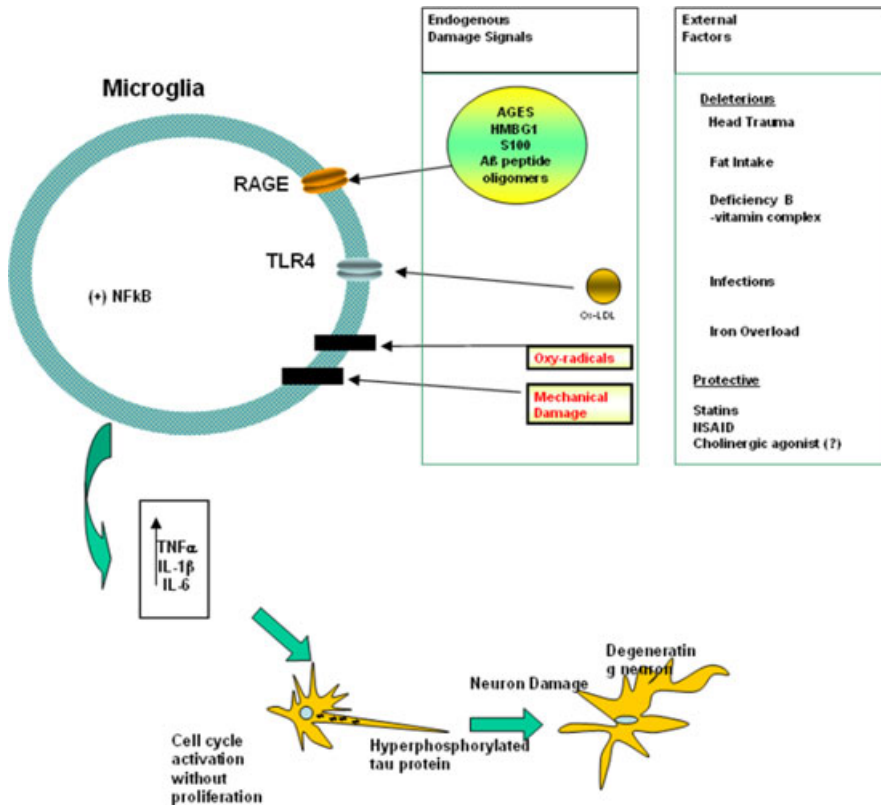 Endogenous
Damage Signals
External
Factors
Microglia
AGES
HMBG1
S100
Aß peptide
oligomers
RAGE
TLR4
(+) NFkB
Ox-LDL
Oxy-radicals
Mechanical
Damage
Deleterious
Head Trauma
Fat Intake
Deficiency B
-vitamin complex
Infections
Iron Overload
Protective
Statins
NSAID
Cholinergic agonist (?)
TNFα
IL-1β
IL-6
Cell cycle
activation
without
proliferation
Hyperphosphorylated
tau protein
Neuron Damage
Degeneratin
g neuron